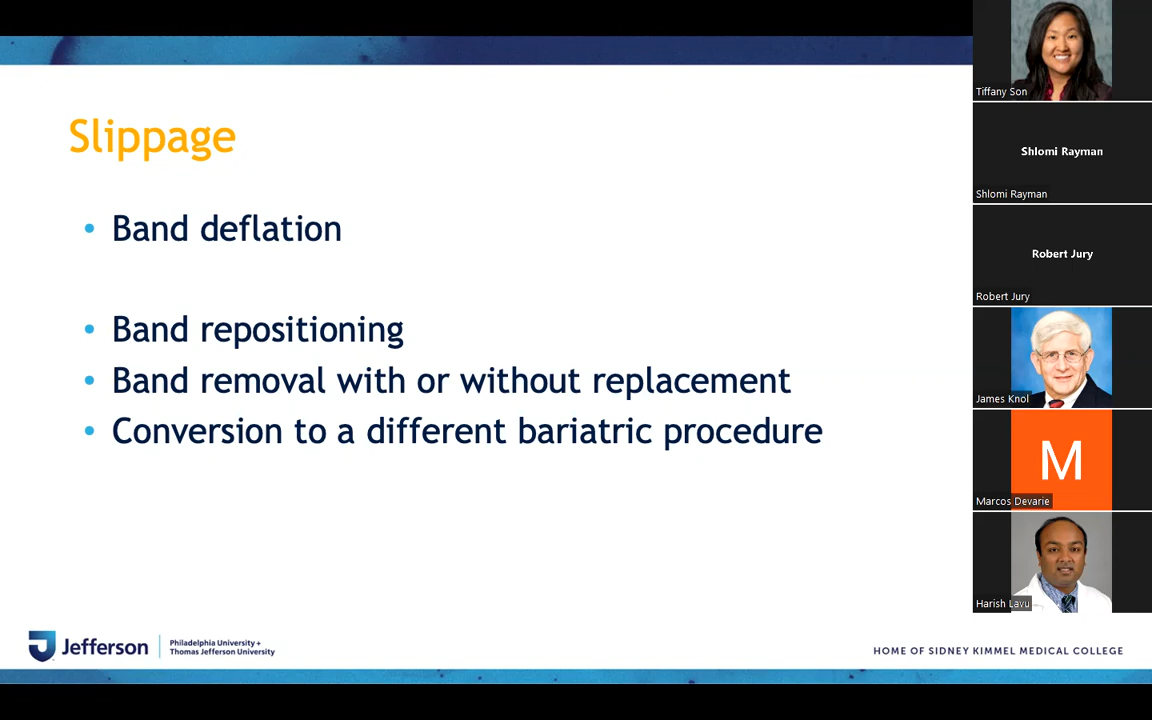 Slippage
• Band deflation
• Band repositioning
• Band removal with or without replacement
• Conversion to a different bariatric procedure
Jefferson
Philadelphia University +
Thomas Jefferson University
HOME OF SIDNEY KIMMEL MEDICAL COLLEGE
Tiffany Son
Shlomi Rayman
Shlomi Rayman
Robert Jury
Robert Jury
James Knol
M
Marcos Devarie
Harish Lavu